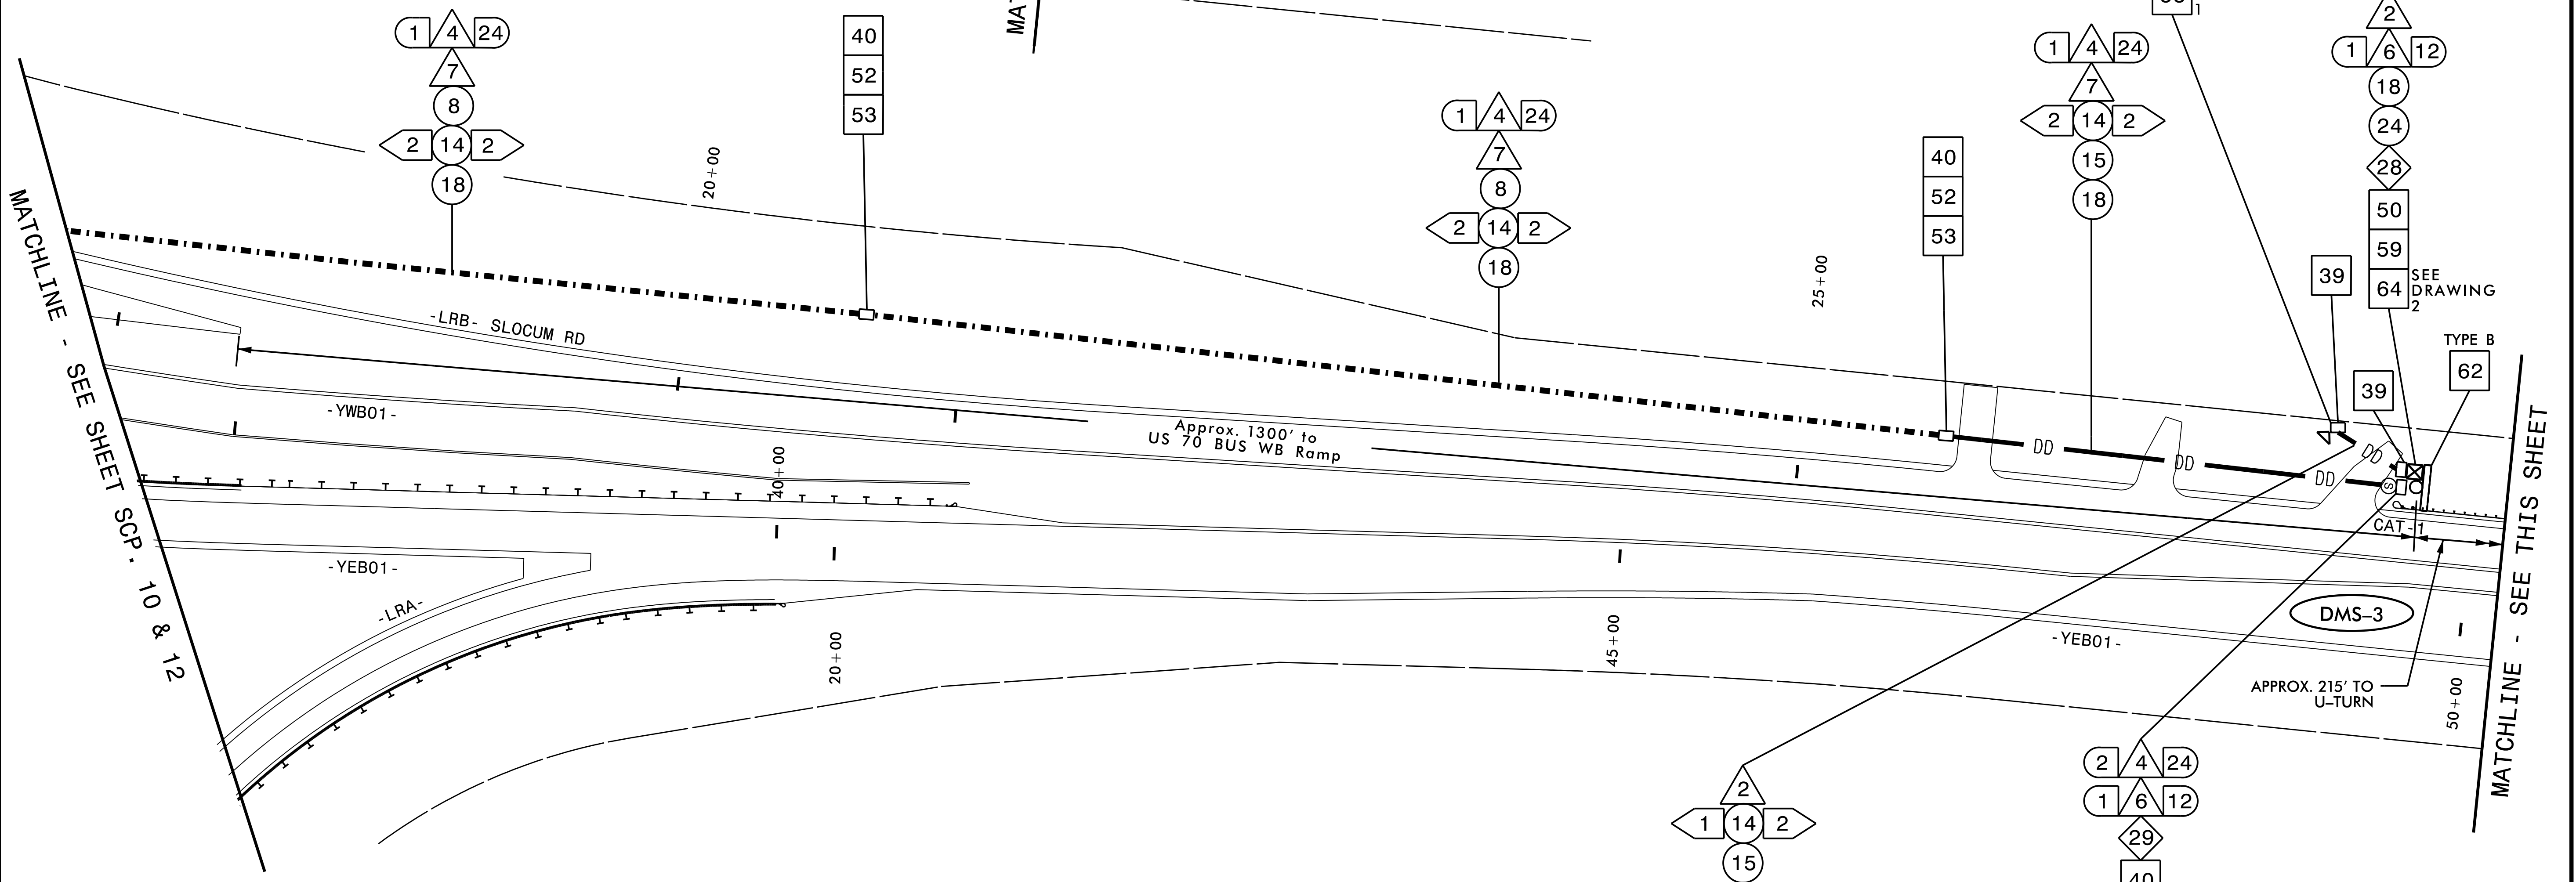 1 4 24
7
8
2 14 2
18
40
52
53
20+00
1 4 24
7
8
2 14 2
18
40
52
53
25+00
1 4 24
7
2 14 2
15
18
1
2
1 6 12
18
24
28
50
59
64
SEE
DRAWING
2
39
TYPE B
62
39
MATCHLINE - SEE SHEET SCP. 10 & 12
-LRB- SLOCUM RD
-YWB01-
Approx. 1300' to
US 70 BUS WB Ramp
40+00
DD
DD
DD
DD
S
CAT-1
-YEB01-
-LRA-
20+00
45+00
DMS-3
-YEB01-
APPROX. 215' TO
U-TURN
50+00
MATCHLINE - SEE THIS SHEET
2
1 14 2
15
2 4 24
1 6 12
29
40